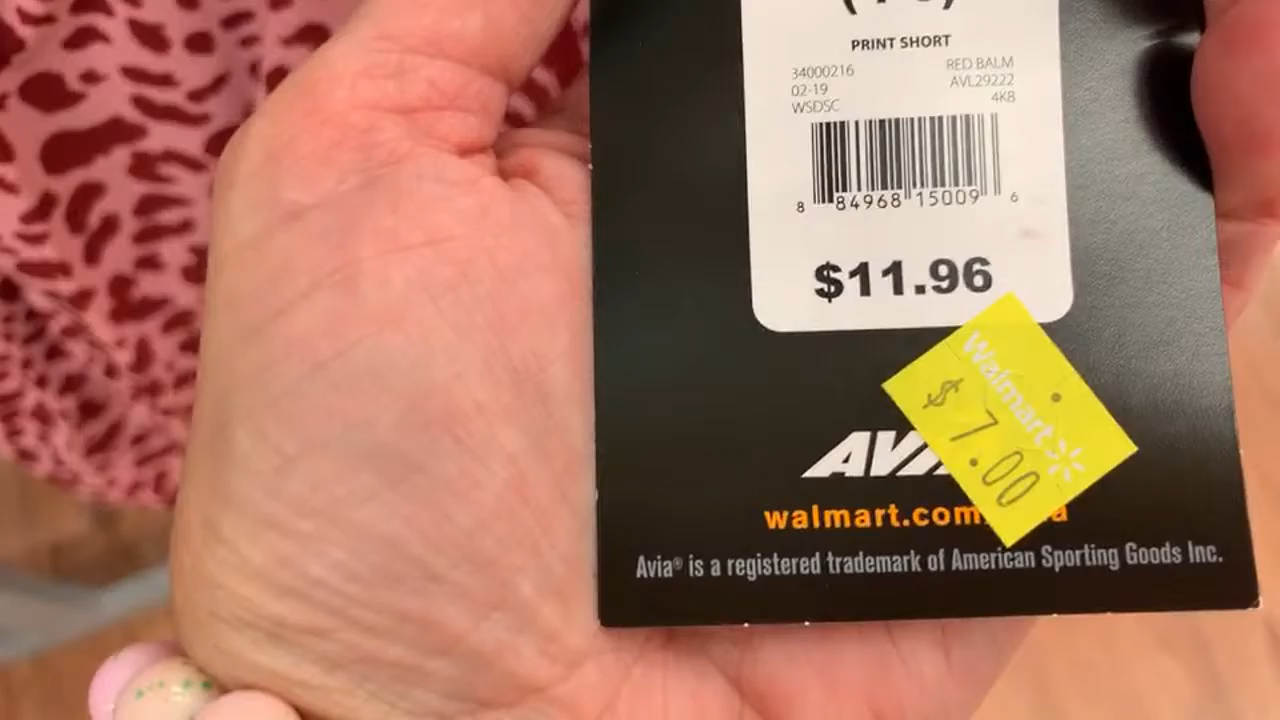 PRINT SHORT
34000216 RED BALM
02-19 AVL29222
WSDSC 4KB
8 84968 15009 6
$11.96
Walmart
$7.00
walmart.com
Avia® is a registered trademark of American Sporting Goods Inc.